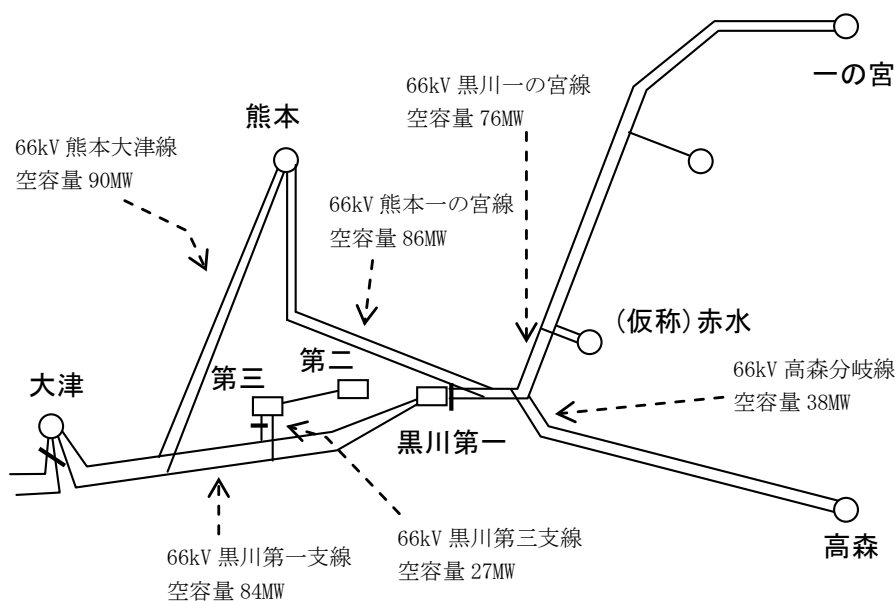 一の宮
66kV 黒川一の宮線
空容量 76MW
熊本
66kV 熊本大津線
空容量 90MW
66kV 熊本一の宮線
空容量 86MW
(仮称)赤水
第二
第三
大津
66kV 高森分岐線
空容量 38MW
黒川第一
高森
66kV 黒川第三支線
空容量 27MW
66kV 黒川第一支線
空容量 84MW